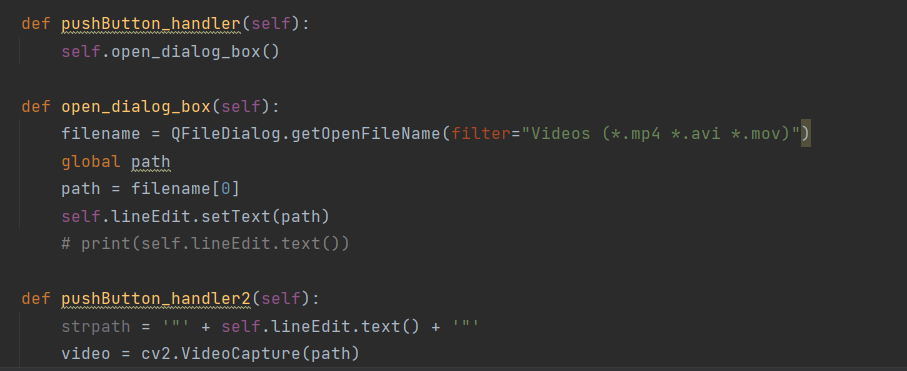 def pushButton_handler(self):
    self.open_dialog_box()

def open_dialog_box(self):
    filename = QFileDialog.getOpenFileName(filter="Videos (*.mp4 *.avi *.mov)")
    global path
    path = filename[0]
    self.lineEdit.setText(path)
    # print(self.lineEdit.text())

def pushButton_handler2(self):
    strpath = '"' + self.lineEdit.text() + '"'
    video = cv2.VideoCapture(path)